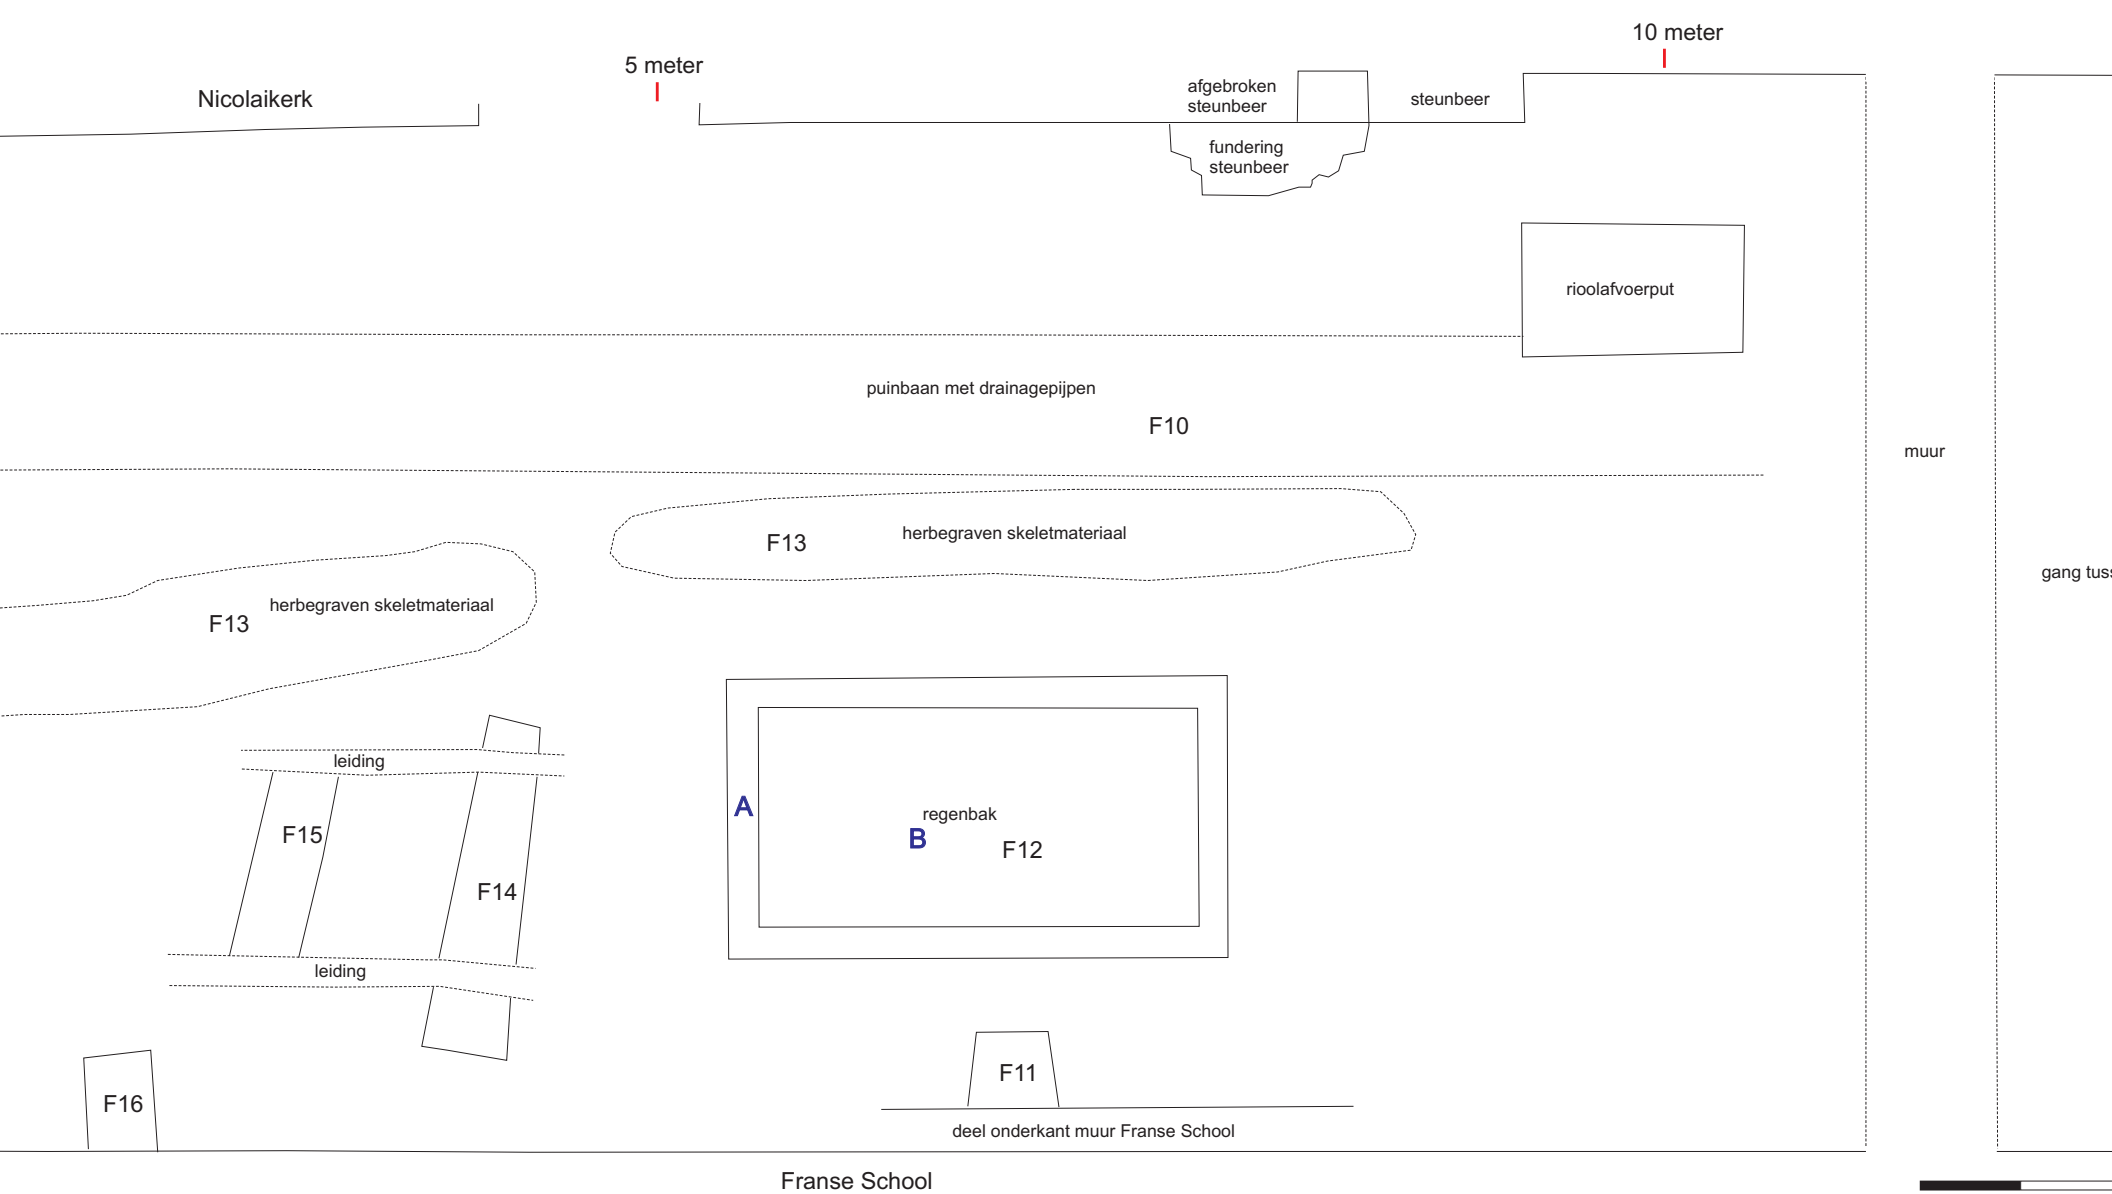 10 meter
5 meter
Nicolaikerk
afgebroken
steunbeer
steunbeer
fundering
steunbeer
rioolafvoerput
puinbaan met drainagepijpen
F10
muur
herbegraven skeletmateriaal
F13
gang tuss
herbegraven skeletmateriaal
F13
leiding
A
regenbak
B
F12
F15
F14
leiding
F11
F16
deel onderkant muur Franse School
Franse School